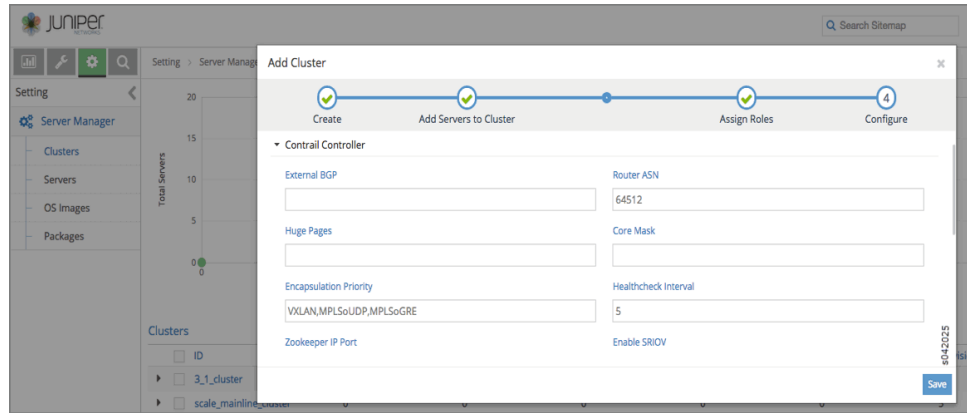 JUNIPER
NETWORKS
Search Sitemap
Setting > Server Manage
Setting
Server Manager
Clusters
Servers
OS Images
Packages
Total Servers
20
15
10
5
0
0
Clusters
ID
3_1_cluster
scale_mainline_cluster
Add Cluster
×
Create
Add Servers to Cluster
Assign Roles
4
Configure
Contrail Controller
External BGP
Router ASN
64512
Huge Pages
Core Mask
Encapsulation Priority
Healthcheck Interval
VXLAN,MPLSoUDP,MPLSoGRE
5
Zookeeper IP Port
Enable SRIOV
Save
s042025